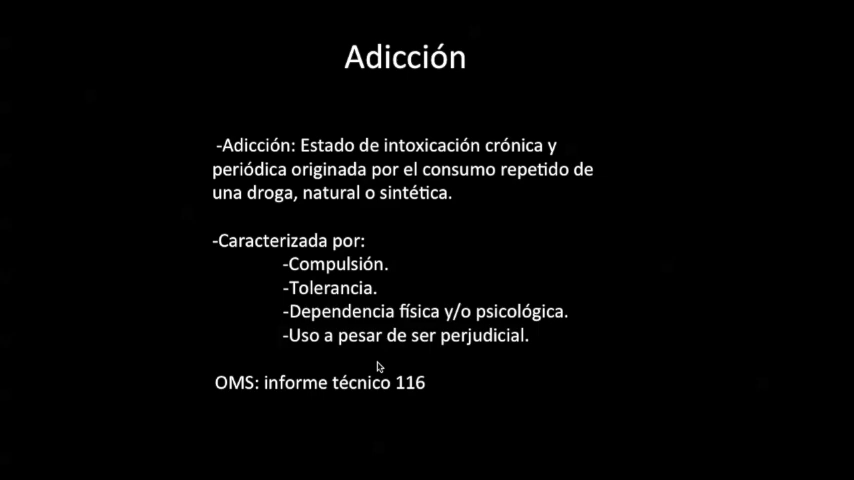 Adicción
-Adicción: Estado de intoxicación crónica y
periódica originada por el consumo repetido de
una droga, natural o sintética.
-Caracterizada por:
-Compulsión.
-Tolerancia.
-Dependencia física y/o psicológica.
-Uso a pesar de ser perjudicial.
OMS: informe técnico 116